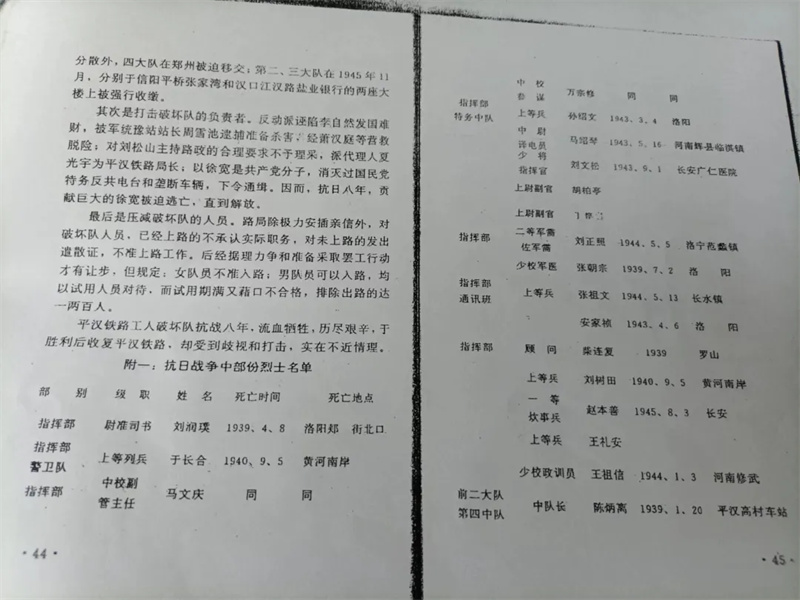 分散外，四大队在郑州被迫移交；第二、三大队在1945年11
月，分别于信阳平桥张家湾和汉口江汉路盐业银行的两座大
楼上被强行收缴。
其次是打击破坏队的负责者。反动派诬陷李自然发国难
财，被军统豫站站长周雪池逮捕准备杀害，经萧汉庭等营救
脱险；对刘松山主持路政的合理要求不于理采，派代理人夏
光宇为平汉铁路局长；以徐宽是共产党分子，消灭过国民党
特务反共电台和垄断车辆，下令通缉。因而，抗日八年，贡
献巨大的徐宽被迫逃亡，直到解放。
最后是压减破坏队的人员。路局除极力安插亲信外，对
破坏队人员，已经上路的不承认实际职务，对未上路的发出
遣散证，不准上路工作。后经据理力争和准备采取罢工行动
才有让步，但规定：女队员不准入路；男队员可以入路，均
以试用人员对待，而试用期满又藉口不合格，排除出路的达
一两百人。
平汉铁路工人破坏队抗战八年，流血牺牲，历尽艰辛，于
胜利后收复平汉铁路，却受到歧视和打击，实在不近情理。
附一：抗日战争中部份烈士名单
部 别 级 职 姓 名 死亡时间 死亡地点
指挥部 尉准司书 刘润璞 1939、4、8 洛阳郏 街北口
指挥部
警卫队 上等列兵 于长合 1940、9、5 黄河南岸
指挥部 中校副
管主任 马文庆 同 同
·44·
中 校
参 谋 万宗修 同 同
指挥部
特务中队 上等兵 孙绍文 1943、3、4 洛阳
中 尉
译电员 马 琴 1943、5、16 河南辉县临淇镇
少 将
指挥官 刘文松 1943、9、1 长安广仁医院
上尉副官 胡柏亭
上尉副官
指挥部 二等军需
佐军需 刘正照 1944、5、5 洛宁范蠡镇
少校军医 张朝宗 1939、7、2 洛 阳
指挥部
通讯班 上等兵 张祖文 1944、5、13 长水镇
安家祯 1943、4、6 洛 阳
指挥部 顾 问 柴连复 1939 罗山
上等兵 刘树田 1940、9、5 黄河南岸
一 等
炊事兵 赵本善 1945、8、3 长安
上等兵 王礼安
少校政训员 王祖信 1944、1、3 河南修武
前二大队
第四中队 中队长 陈炳离 1939、1、20 平汉高村车站
·45·